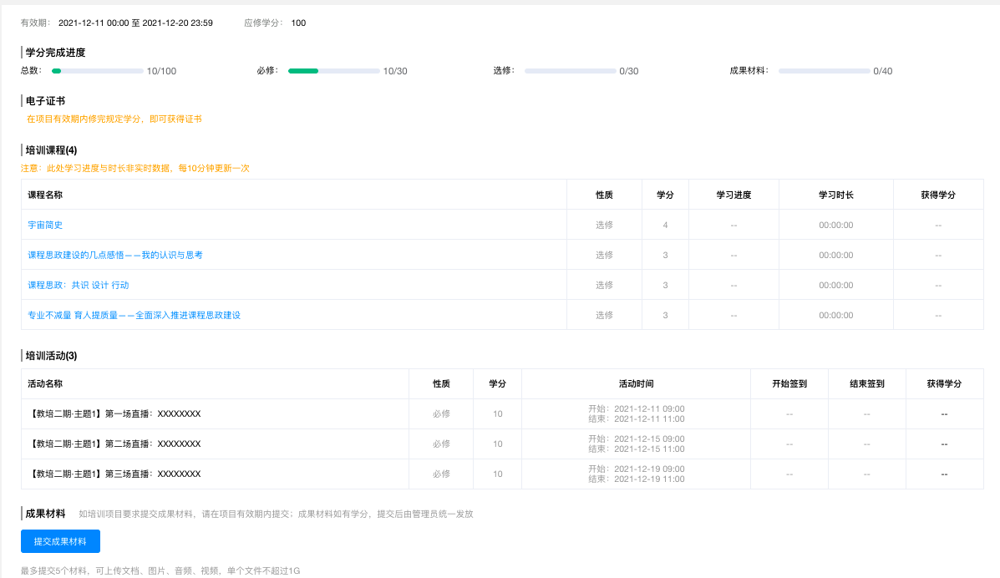 有效期： 2021-12-11 00:00 至 2021-12-20 23:59 应修学分： 100
学分完成进度
总数： 10/100 必修： 10/30 选修： 0/30 成果材料： 0/40
电子证书
在项目有效期内修完规定学分，即可获得证书
培训课程(4)
注意：此处学习进度与时长非实时数据，每10分钟更新一次
课程名称 性质 学分 学习进度 学习时长 获得学分
宇宙简史 选修 4 -- 00:00:00 --
课程思政建设的几点感悟——我的认识与思考 选修 3 -- 00:00:00 --
课程思政：共识 设计 行动 选修 3 -- 00:00:00 --
专业不减量 育人提质量——全面深入推进课程思政建设 选修 3 -- 00:00:00 --
培训活动(3)
活动名称 性质 学分 活动时间 开始签到 结束签到 获得学分
【教培二期·主题1】第一场直播：XXXXXXXX 必修 10 开始：2021-12-11 09:00 -- -- --
结束：2021-12-11 11:00
【教培二期·主题1】第二场直播：XXXXXXXX 必修 10 开始：2021-12-15 09:00 -- -- --
结束：2021-12-15 11:00
【教培二期·主题1】第三场直播：XXXXXXXX 必修 10 开始：2021-12-19 09:00 -- -- --
结束：2021-12-19 11:00
成果材料 如培训项目要求提交成果材料，请在项目有效期内提交；成果材料如有学分，提交后由管理员统一发放
提交成果材料
最多提交5个材料，可上传文档、图片、音频、视频，单个文件不超过1G